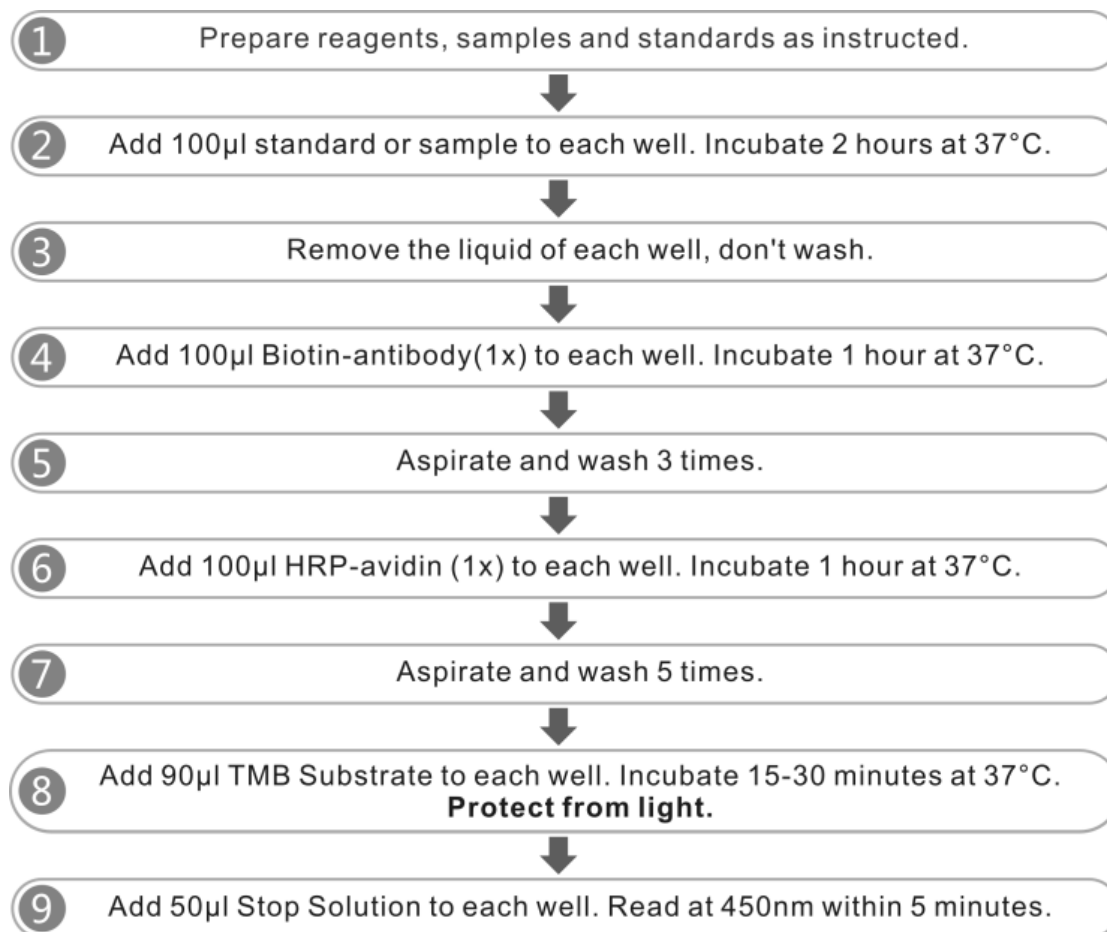 1 Prepare reagents, samples and standards as instructed.
2 Add 100µl standard or sample to each well. Incubate 2 hours at 37°C.
3 Remove the liquid of each well, don't wash.
4 Add 100µl Biotin-antibody(1x) to each well. Incubate 1 hour at 37°C.
5 Aspirate and wash 3 times.
6 Add 100µl HRP-avidin (1x) to each well. Incubate 1 hour at 37°C.
7 Aspirate and wash 5 times.
8 Add 90µl TMB Substrate to each well. Incubate 15-30 minutes at 37°C.
Protect from light.
9 Add 50µl Stop Solution to each well. Read at 450nm within 5 minutes.